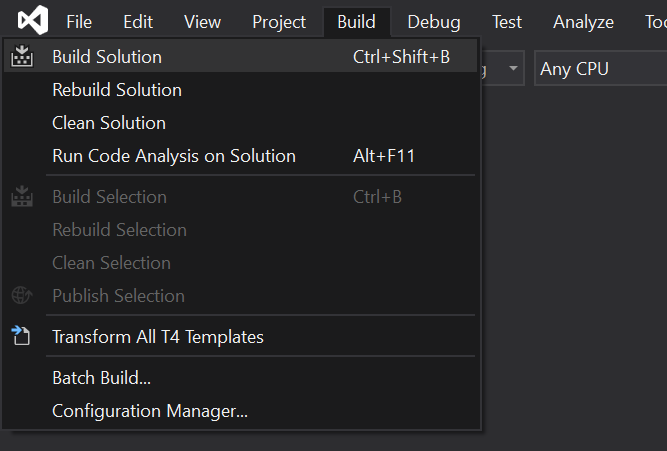 File Edit View Project Build Debug Test Analyze
Build Solution Ctrl+Shift+B
Any CPU
Rebuild Solution
Clean Solution
Run Code Analysis on Solution Alt+F11
Build Selection Ctrl+B
Rebuild Selection
Clean Selection
Publish Selection
Transform All T4 Templates
Batch Build...
Configuration Manager...